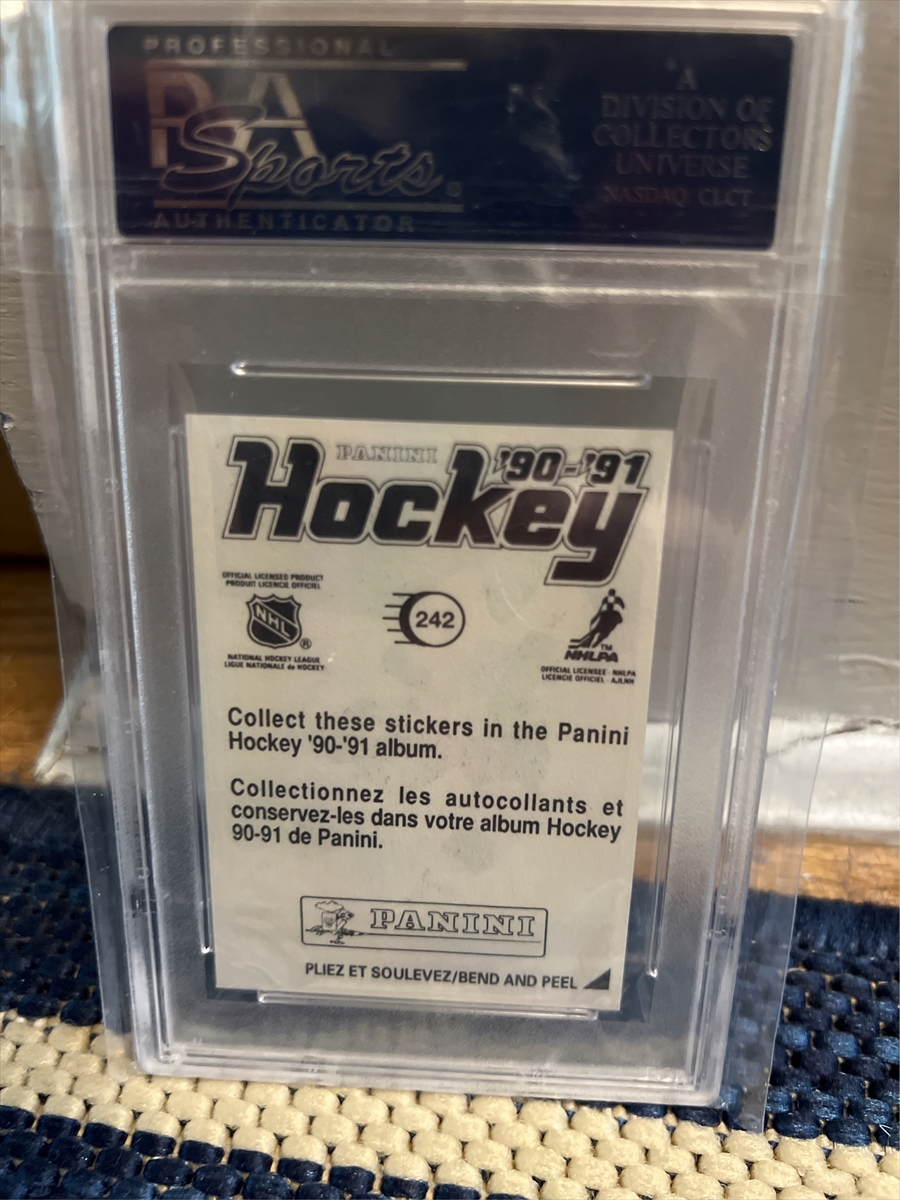 PROFESSIONAL
PSA
Sports
AUTHENTICATOR
A
DIVISION OF
COLLECTORS
UNIVERSE
NASDAQ: CLCT
PANINI '90-'91
Hockey
OFFICIAL LICENSED PRODUCT
PRODUIT LICENCIE OFFICIEL
NHL
®
NATIONAL HOCKEY LEAGUE
LIGUE NATIONALE de HOCKEY
242
TM
NHLPA
OFFICIAL LICENSEE - NHLPA
LICENCIE OFFICIEL - AJLNH
Collect these stickers in the Panini
Hockey '90-'91 album.
Collectionnez les autocollants et
conservez-les dans votre album Hockey
90-91 de Panini.
PANINI
PLIEZ ET SOULEVEZ/BEND AND PEEL